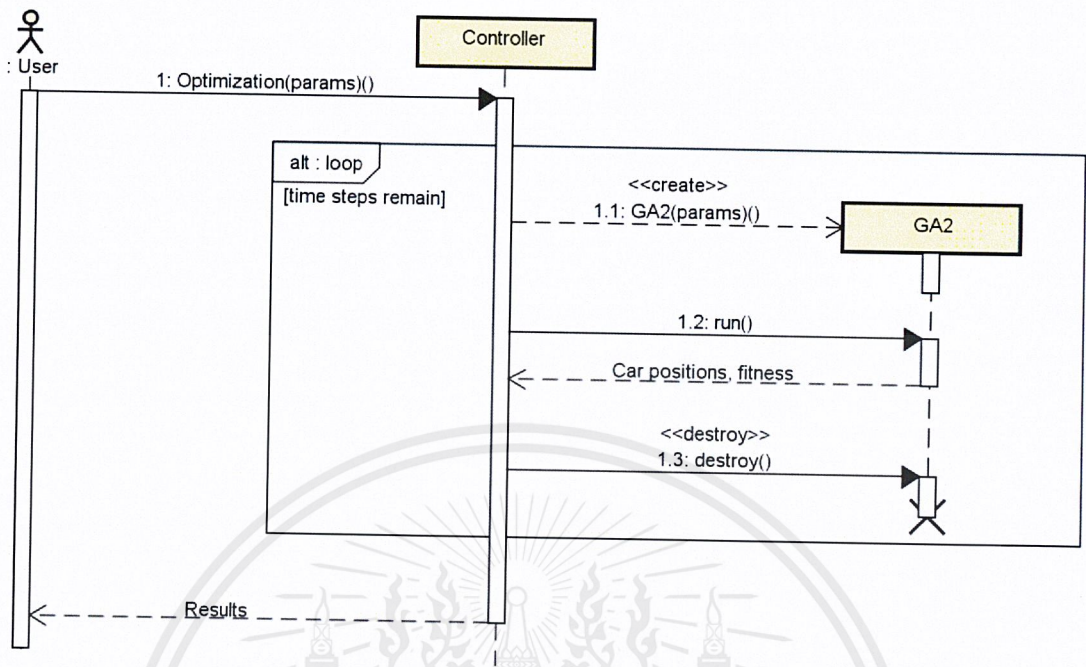 : User
Controller
1: Optimization(params)()
alt : loop
[time steps remain]
<<create>>
1.1: GA2(params)()
GA2
1.2: run()
Car positions, fitness
<<destroy>>
1.3: destroy()
Results